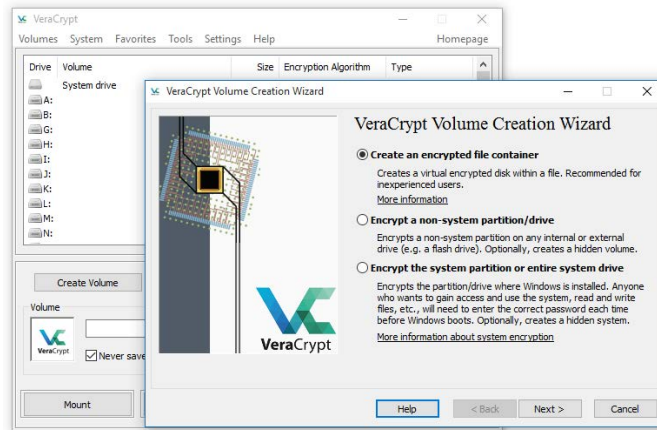 VeraCrypt
Volumes System Favorites Tools Settings Help Homepage
Drive Volume Size Encryption Algorithm Type
System drive
A:
B:
G:
H:
I:
J:
K:
L:
M:
N:
Create Volume
Volume
VeraCrypt
Never save
Mount
VeraCrypt Volume Creation Wizard
VeraCrypt
VeraCrypt Volume Creation Wizard
Create an encrypted file container
Creates a virtual encrypted disk within a file. Recommended for
inexperienced users.
More information
Encrypt a non-system partition/drive
Encrypts a non-system partition on any internal or external
drive (e.g. a flash drive). Optionally, creates a hidden volume.
Encrypt the system partition or entire system drive
Encrypts the partition/drive where Windows is installed. Anyone
who wants to gain access and use the system, read and write
files, etc., will need to enter the correct password each time
before Windows boots. Optionally, creates a hidden system.
More information about system encryption
Help < Back Next > Cancel